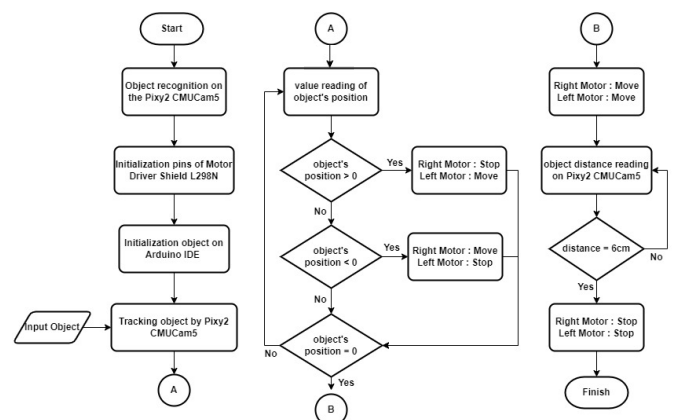 Start
Object recognition on
the Pixy2 CMUCam5
Initialization pins of Motor
Driver Shield L298N
Initialization object on
Arduino IDE
Input Object
Tracking object by Pixy2
CMUCam5
A
A
value reading of
object's position
object's
position > 0
Yes
Right Motor : Stop
Left Motor : Move
No
object's
position < 0
Yes
Right Motor : Move
Left Motor : Stop
No
object's
position = 0
No
Yes
B
B
Right Motor : Move
Left Motor : Move
object distance reading
on Pixy2 CMUCam5
distance = 6cm
No
Yes
Right Motor : Stop
Left Motor : Stop
Finish